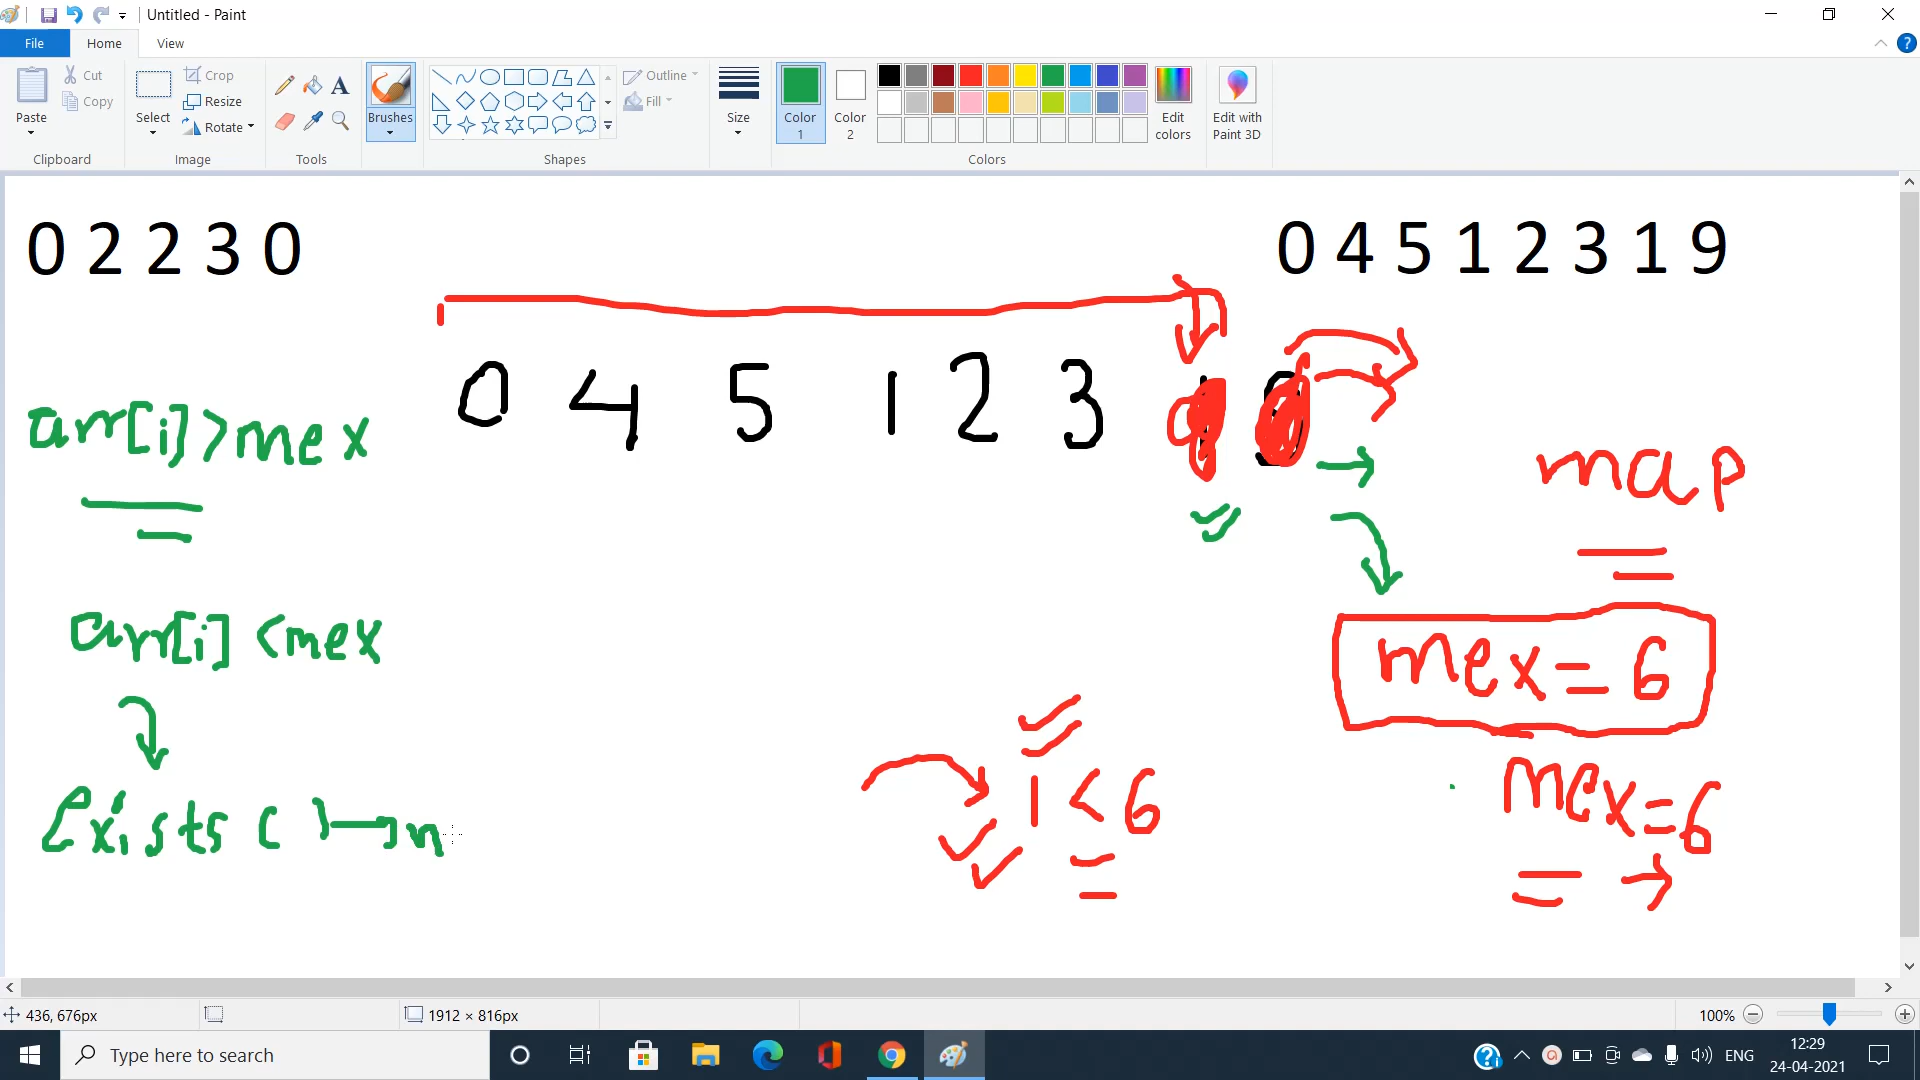 Untitled - Paint
File Home View
Paste
Cut
Copy
Clipboard
Select
Crop
Resize
Rotate
Image
Tools
Brushes
Outline
Fill
Shapes
Size
Color 1
Color 2
Edit colors
Edit with Paint 3D
Colors
0 2 2 3 0
0 4 5 1 2 3 1 9
0 4 5 1 2 3
arr[i]>mex
map
arr[i] <mex
mex= 6
Exists ( )
1 < 6
mex=6
436, 676px
1912 × 816px
100%
Type here to search
ENG
12:29
24-04-2021